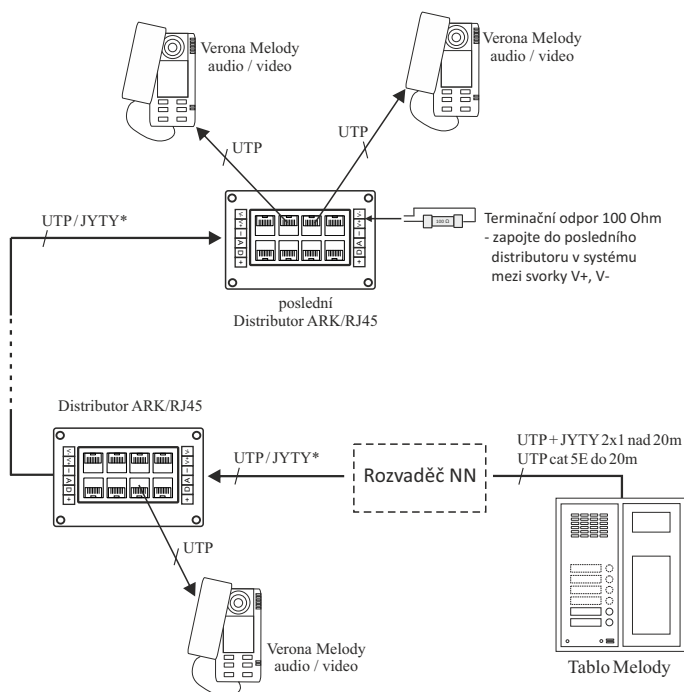 Verona Melody
audio / video
Verona Melody
audio / video
UTP
UTP
UTP / JYTY*
V-
V+
I
A
D
+
V-
V+
I
A
D
+
100 Ω
Terminační odpor 100 Ohm
- zapojte do posledního
distributoru v systému
mezi svorky V+, V-
poslední
Distributor ARK/RJ45
Distributor ARK/RJ45
V-
V+
I
A
D
+
V-
V+
I
A
D
+
UTP / JYTY*
Rozvaděč NN
UTP + JYTY 2x1 nad 20m
UTP cat 5E do 20m
UTP
Verona Melody
audio / video
Tablo Melody